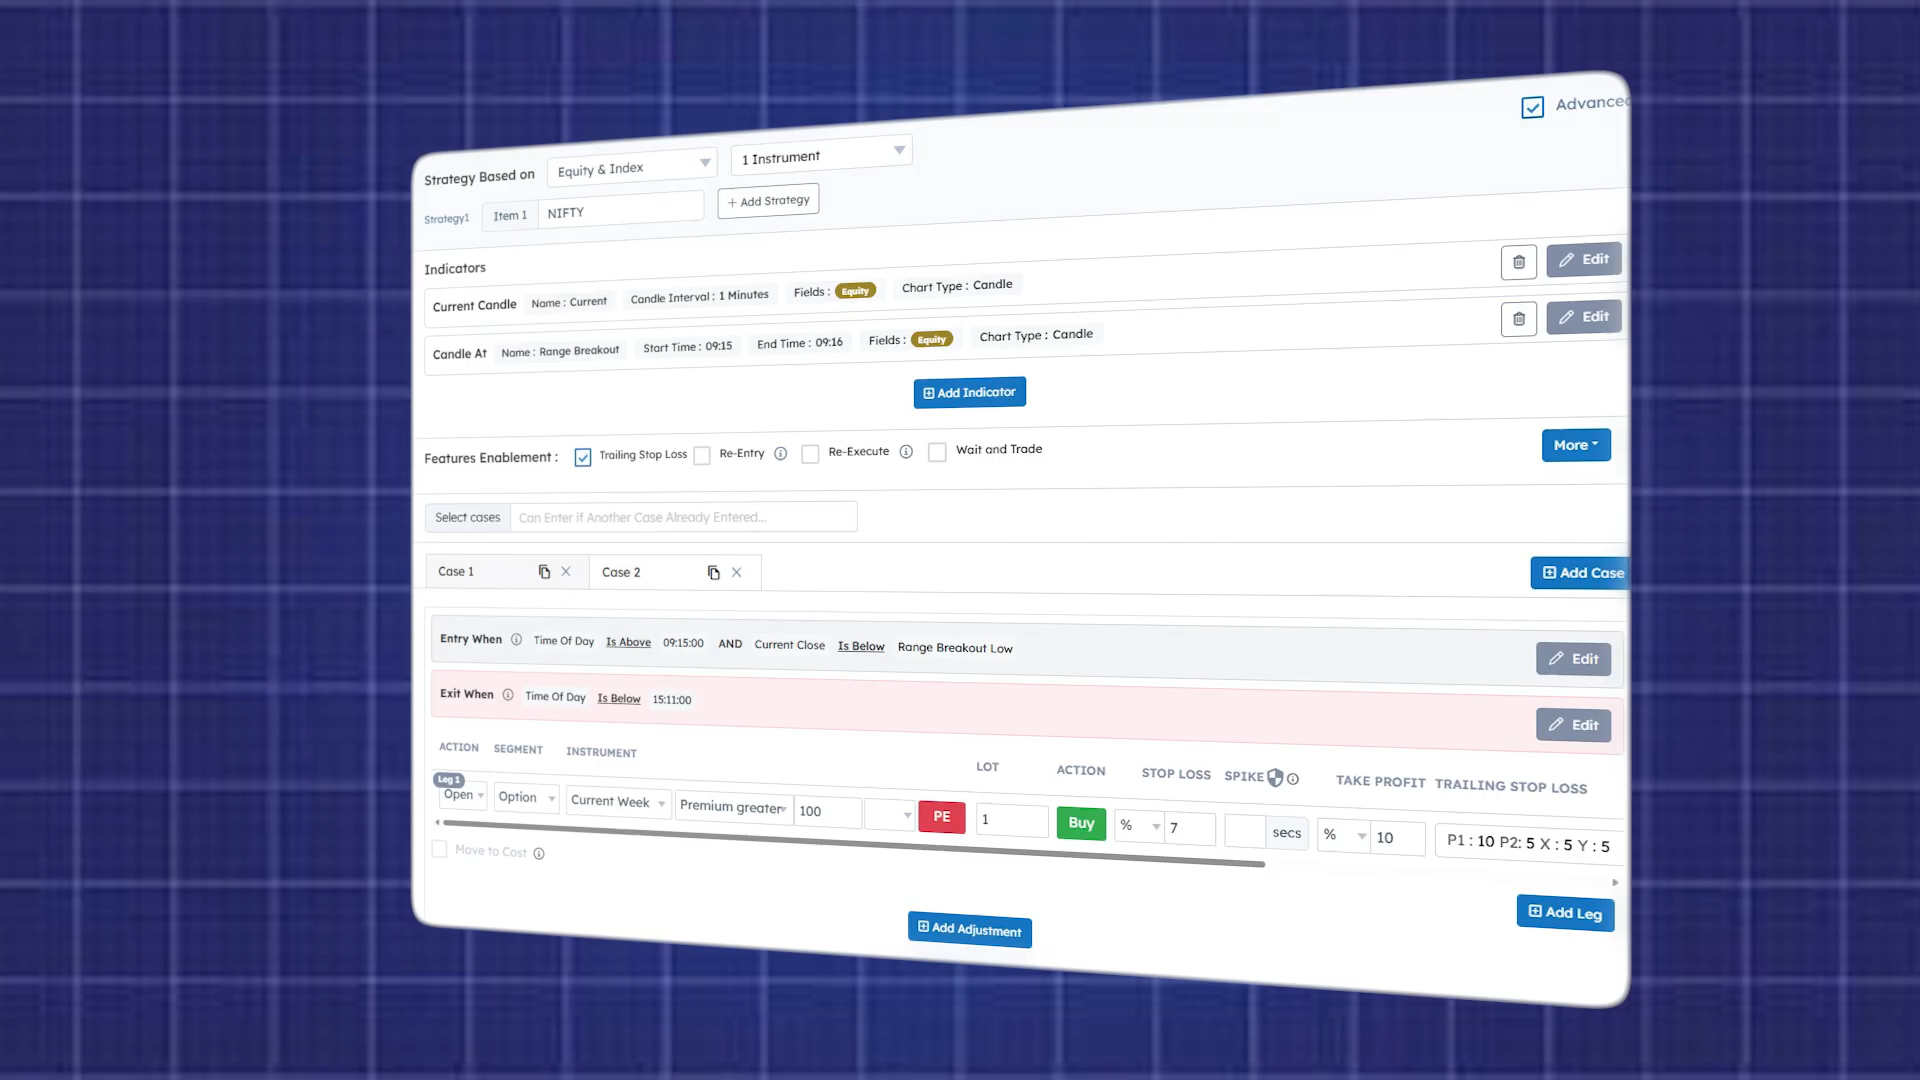 Advanced
Strategy Based on Equity & Index 1 Instrument
Strategy1 Item 1 NIFTY + Add Strategy
Indicators
Current Candle Name : Current Candle Interval : 1 Minutes Fields : Equity Chart Type : Candle Edit
Candle At Name : Range Breakout Start Time : 09:15 End Time : 09:16 Fields : Equity Chart Type : Candle Edit
Add Indicator
Features Enablement : Trailing Stop Loss Re-Entry Re-Execute Wait and Trade More
Select cases Can Enter if Another Case Already Entered...
Case 1 Case 2 Add Case
Entry When Time Of Day Is Above 09:15:00 AND Current Close Is Below Range Breakout Low Edit
Exit When Time Of Day Is Below 15:11:00 Edit
ACTION SEGMENT INSTRUMENT LOT ACTION STOP LOSS SPIKE TAKE PROFIT TRAILING STOP LOSS
Leg 1
Open Option Current Week Premium greater 100 PE 1 Buy % 7 secs % 10 P1 : 10 P2: 5 X : 5 Y : 5
Move to Cost
Add Leg
Add Adjustment